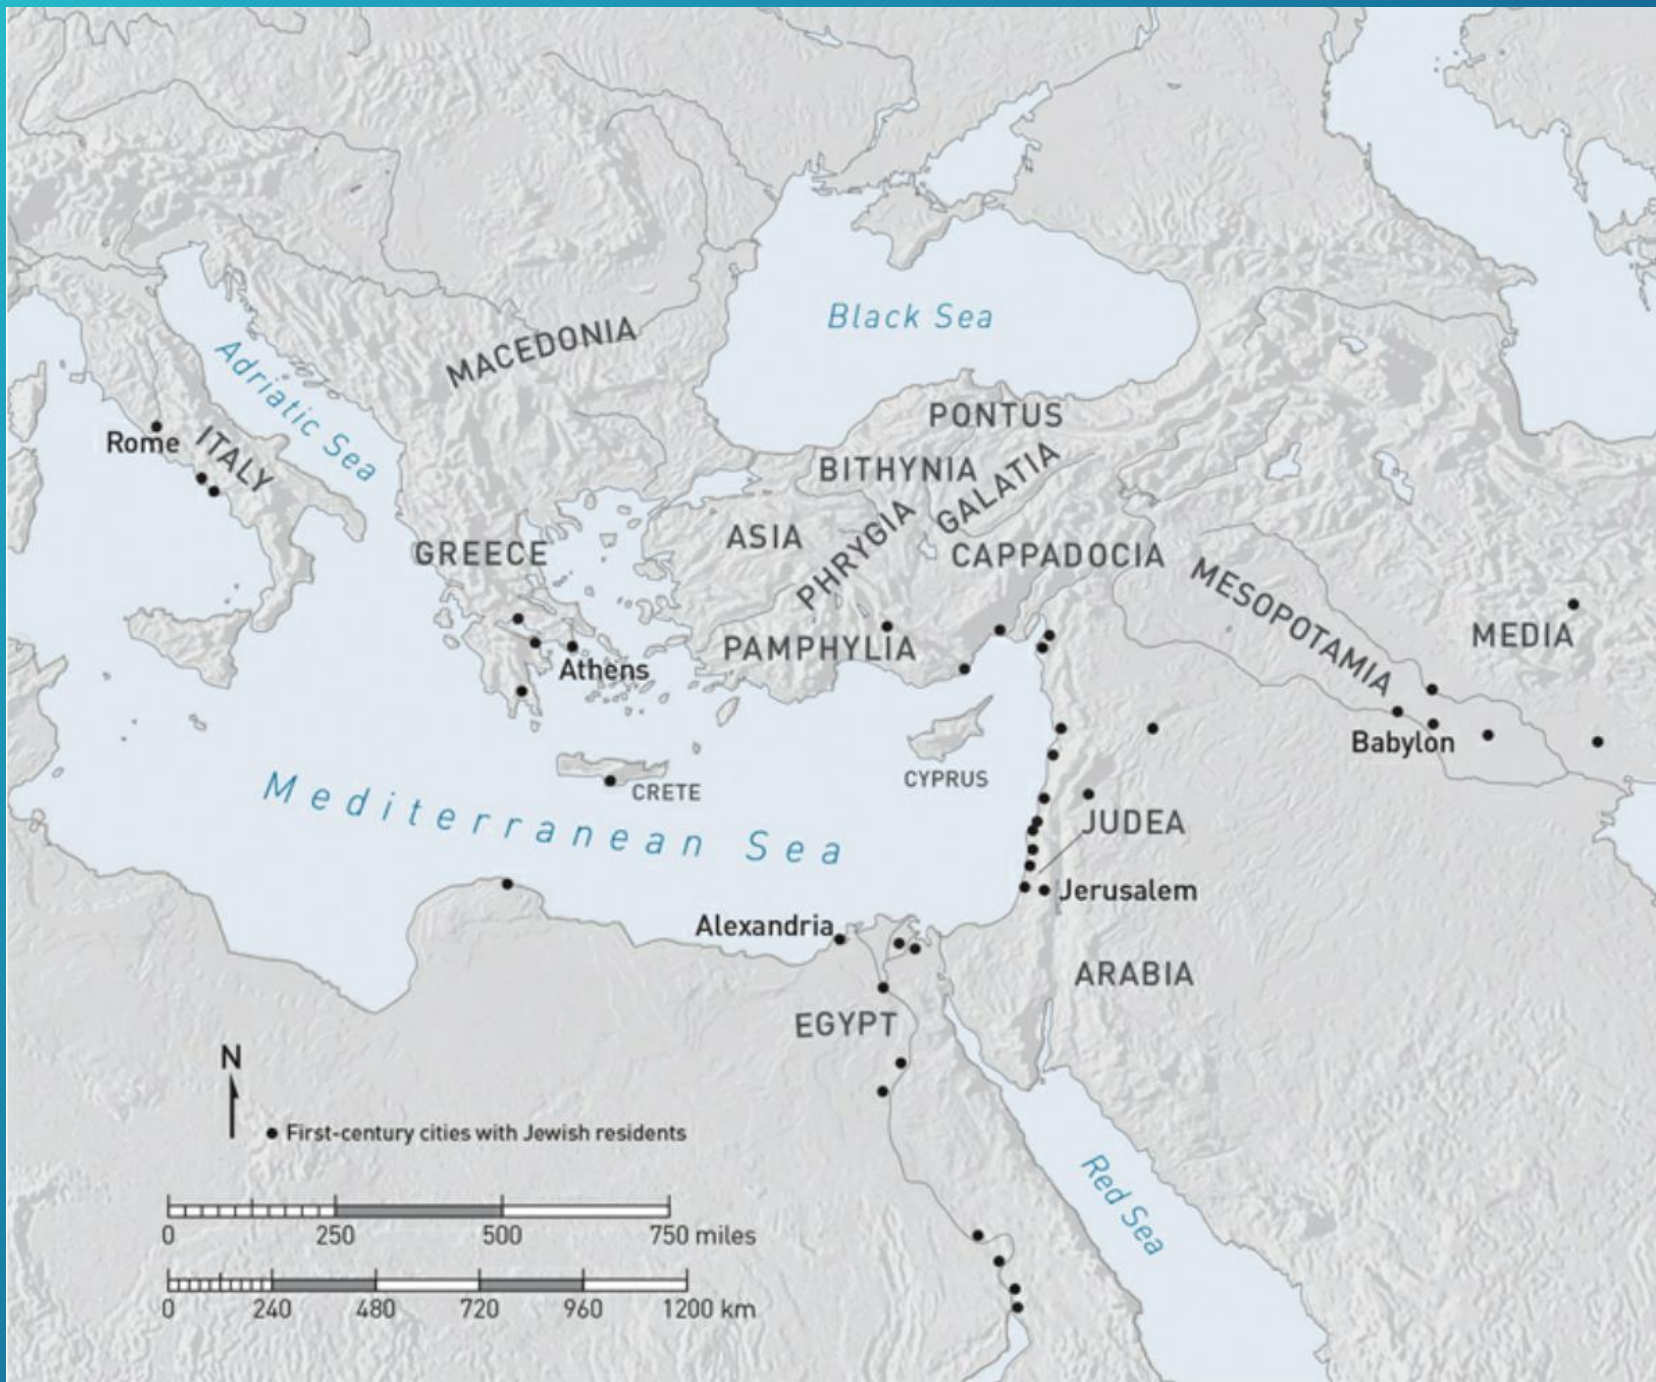 Black Sea
MACEDONIA
Adriatic Sea
PONTUS
Rome
ITALY
BITHYNIA
GALATIA
ASIA
PHRYGIA
GREECE
CAPPADOCIA
MESOPOTAMIA
MEDIA
PAMPHYLIA
Athens
Babylon
CYPRUS
CRETE
Mediterranean Sea
JUDEA
Jerusalem
Alexandria
ARABIA
EGYPT
N
First-century cities with Jewish residents
Red Sea
0 250 500 750 miles
0 240 480 720 960 1200 km